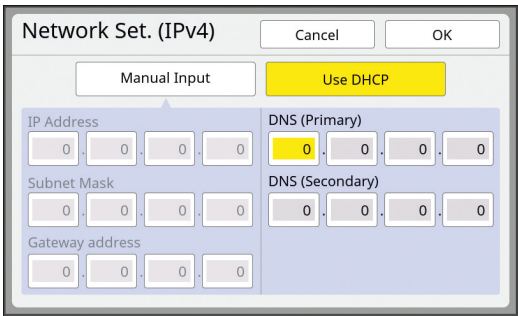 Network Set. (IPv4)
Cancel
OK
Manual Input
Use DHCP
IP Address
0 . 0 . 0 . 0
Subnet Mask
0 . 0 . 0 . 0
Gateway address
0 . 0 . 0 . 0
DNS (Primary)
0 . 0 . 0 . 0
DNS (Secondary)
0 . 0 . 0 . 0